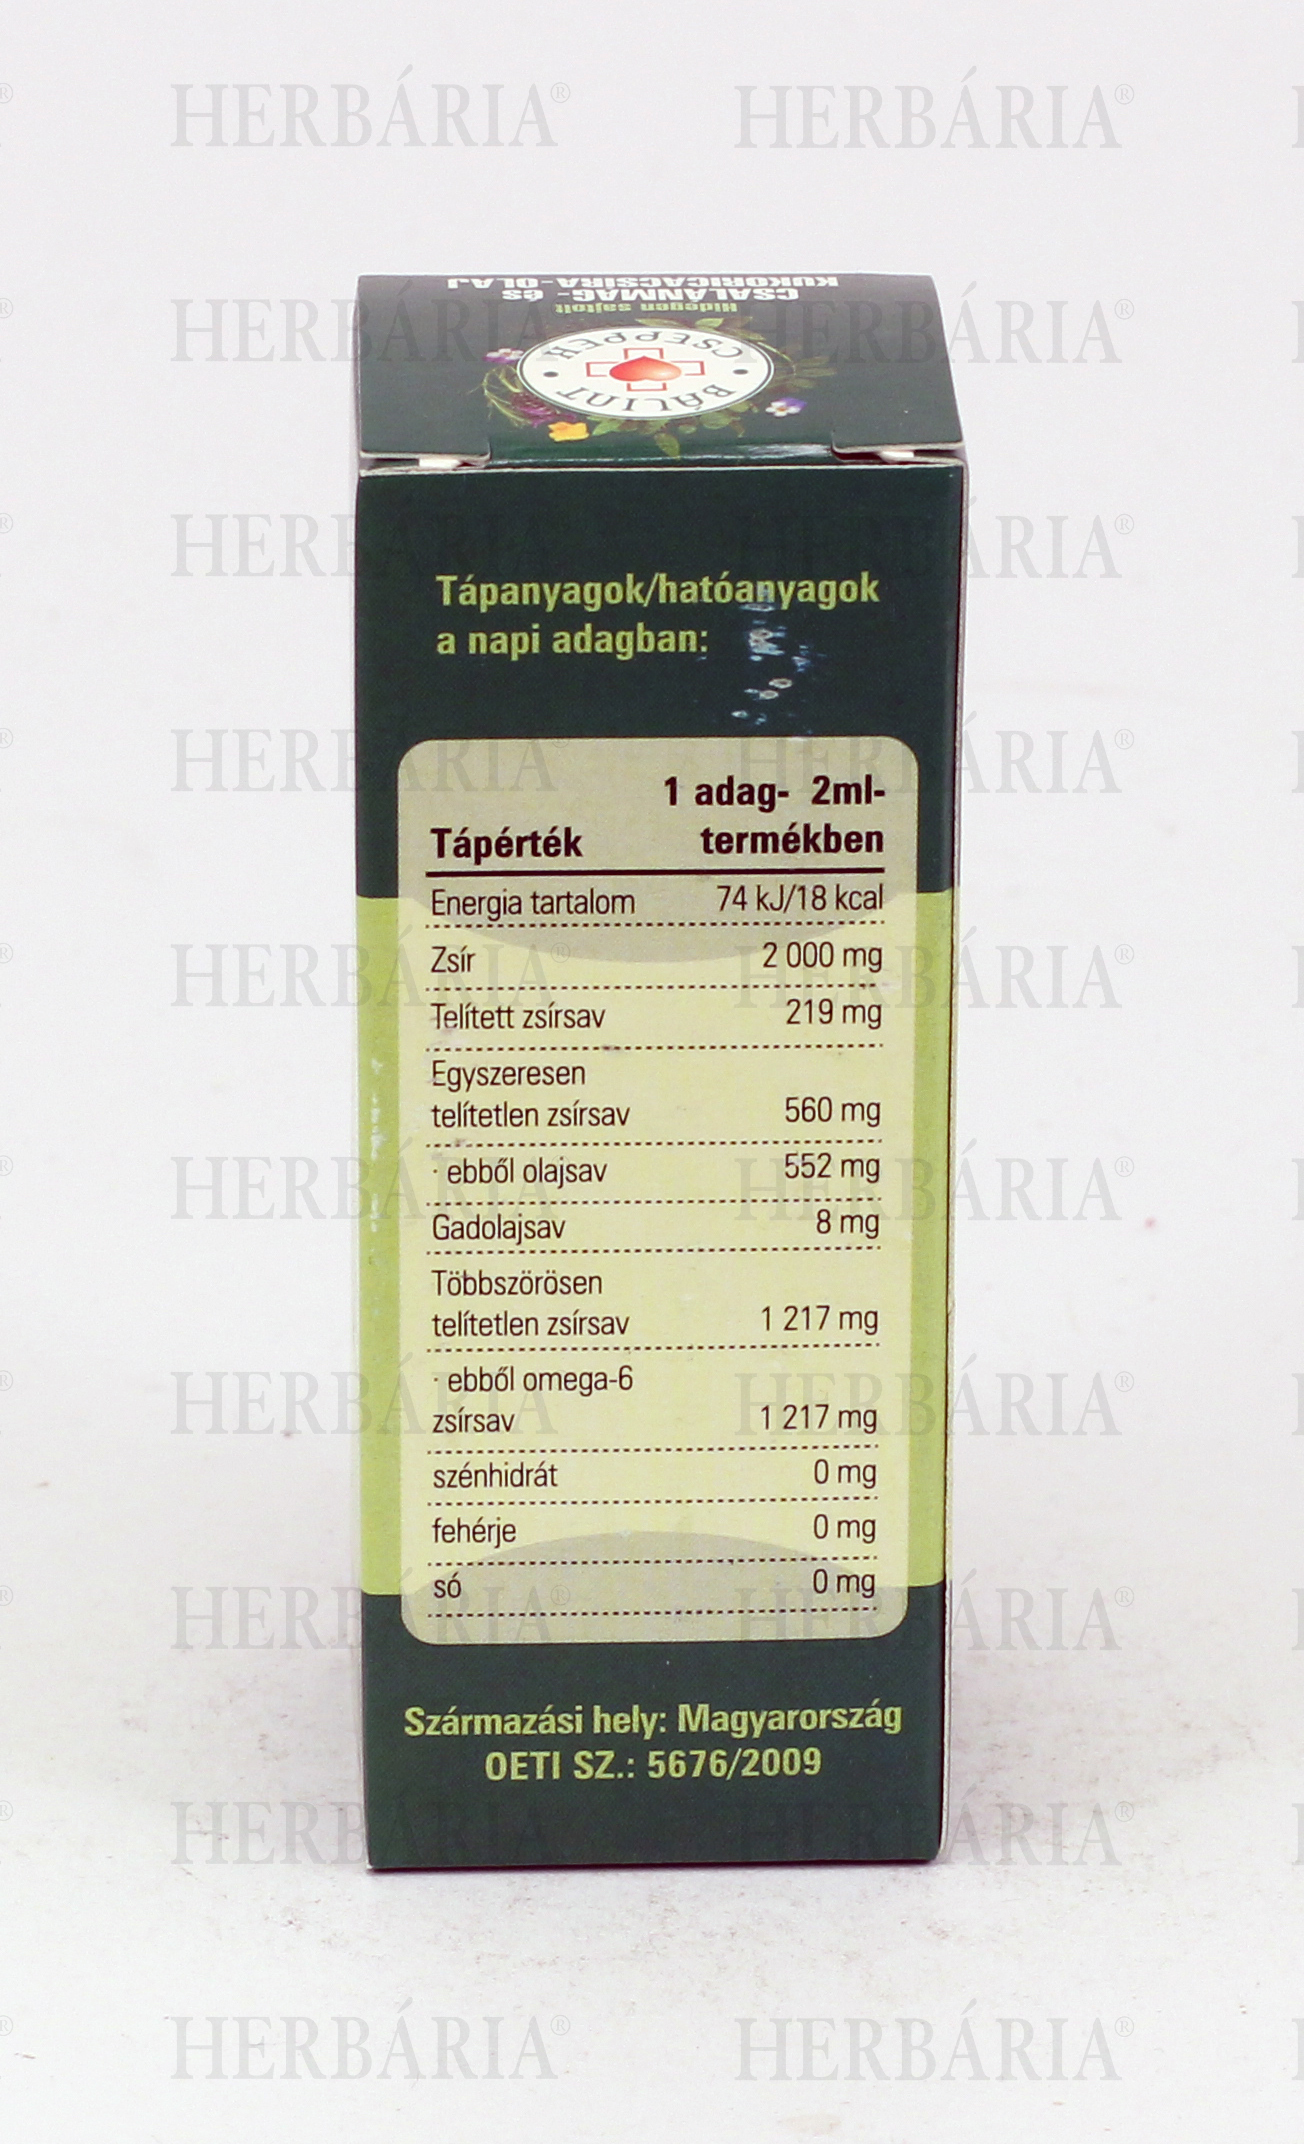 HERBÁRIA® HERBÁRIA®
KUKORICACSÍRA-OLAJ
CSALÁNMAG- és
Hidegen sajtolt
CSEPPEK
BÁLINT
Tápanyagok/hatóanyagok
a napi adagban:
1 adag- 2ml-
Tápérték termékben
Energia tartalom 74 kJ/18 kcal
Zsír 2 000 mg
Telített zsírsav 219 mg
Egyszeresen
telítetlen zsírsav 560 mg
· ebből olajsav 552 mg
Gadolajsav 8 mg
Többszörösen
telítetlen zsírsav 1 217 mg
· ebből omega-6
zsírsav 1 217 mg
szénhidrát 0 mg
fehérje 0 mg
só 0 mg
Származási hely: Magyarország
OETI SZ.: 5676/2009
HERBÁRIA® HERBÁRIA®